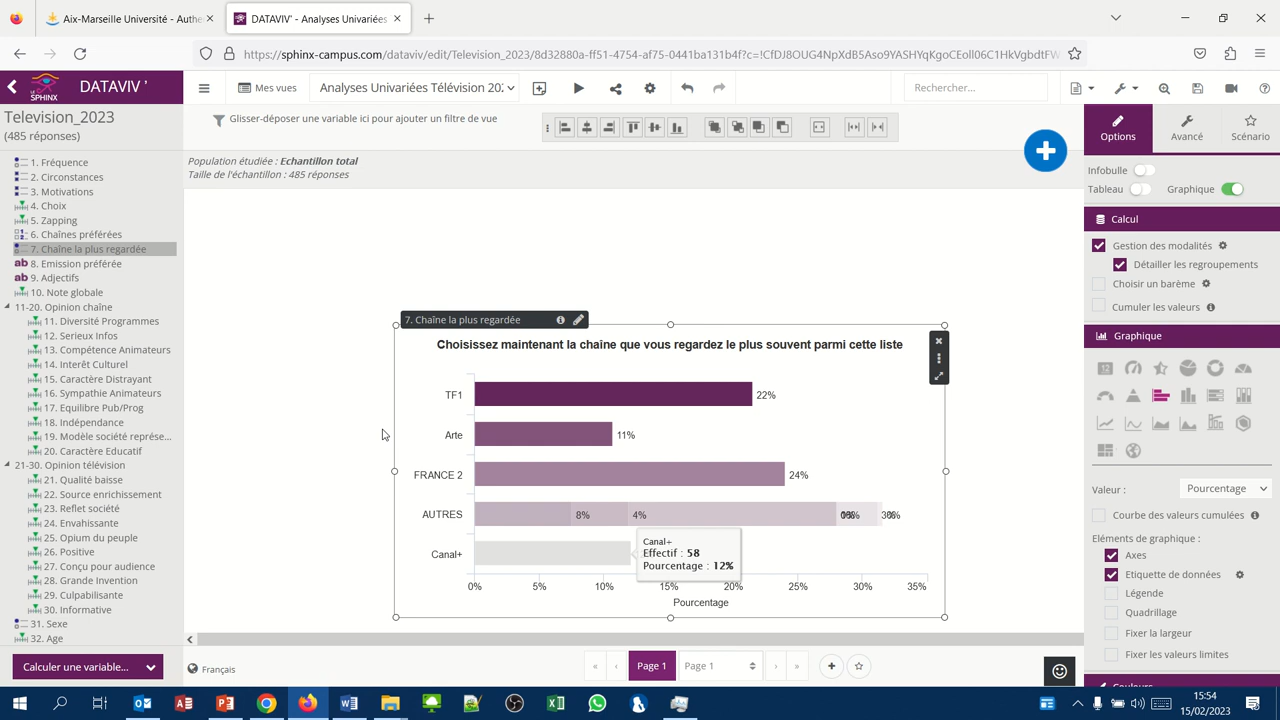 Aix-Marseille Université - Authe
DATAVIV' - Analyses Univariées
https://sphinx-campus.com/dataviv/edit/Television_2023/8d32880a-ff51-4754-af75-0441ba131b4f?c=!CfDJ8OUG4NpXdB5Aso9YASHYqKgoCEoll06C1HkVgbdtFW
LE SPHINX
DATAVIV '
Mes vues
Analyses Univariées Télévision 202
Rechercher...
Television_2023
(485 réponses)
Glisser-déposer une variable ici pour ajouter un filtre de vue
Population étudiée : Echantillon total
Taille de l'échantillon : 485 réponses
1. Fréquence
2. Circonstances
3. Motivations
4. Choix
5. Zapping
6. Chaînes préférées
7. Chaîne la plus regardée
8. Emission préférée
9. Adjectifs
10. Note globale
11-20. Opinion chaîne
11. Diversité Programmes
12. Serieux Infos
13. Compétence Animateurs
14. Interêt Culturel
15. Caractère Distrayant
16. Sympathie Animateurs
17. Equilibre Pub/Prog
18. Indépendance
19. Modèle société représe...
20. Caractère Educatif
21-30. Opinion télévision
21. Qualité baisse
22. Source enrichissement
23. Reflet société
24. Envahissante
25. Opium du peuple
26. Positive
27. Conçu pour audience
28. Grande Invention
29. Culpabilisante
30. Informative
31. Sexe
32. Age
Calculer une variable...
7. Chaîne la plus regardée
Choisissez maintenant la chaîne que vous regardez le plus souvent parmi cette liste
TF1
22%
Arte
11%
FRANCE 2
24%
AUTRES
8%
4%
Canal+
Canal+
Effectif : 58
Pourcentage : 12%
0%
5%
10%
15%
20%
25%
30%
35%
Pourcentage
Français
Page 1
Page 1
Options
Avancé
Scénario
Infobulle
Tableau
Graphique
Calcul
Gestion des modalités
Détailler les regroupements
Choisir un barème
Cumuler les valeurs
Graphique
Valeur :
Pourcentage
Courbe des valeurs cumulées
Eléments de graphique :
Axes
Etiquette de données
Légende
Quadrillage
Fixer la largeur
Fixer les valeurs limites
15:54
15/02/2023